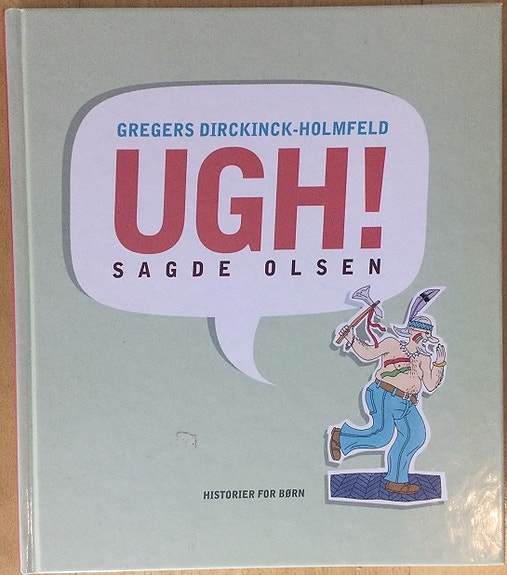 GREGERS DIRCKINCK-HOLMFELD
UGH!
SAGDE OLSEN
HISTORIER FOR BØRN